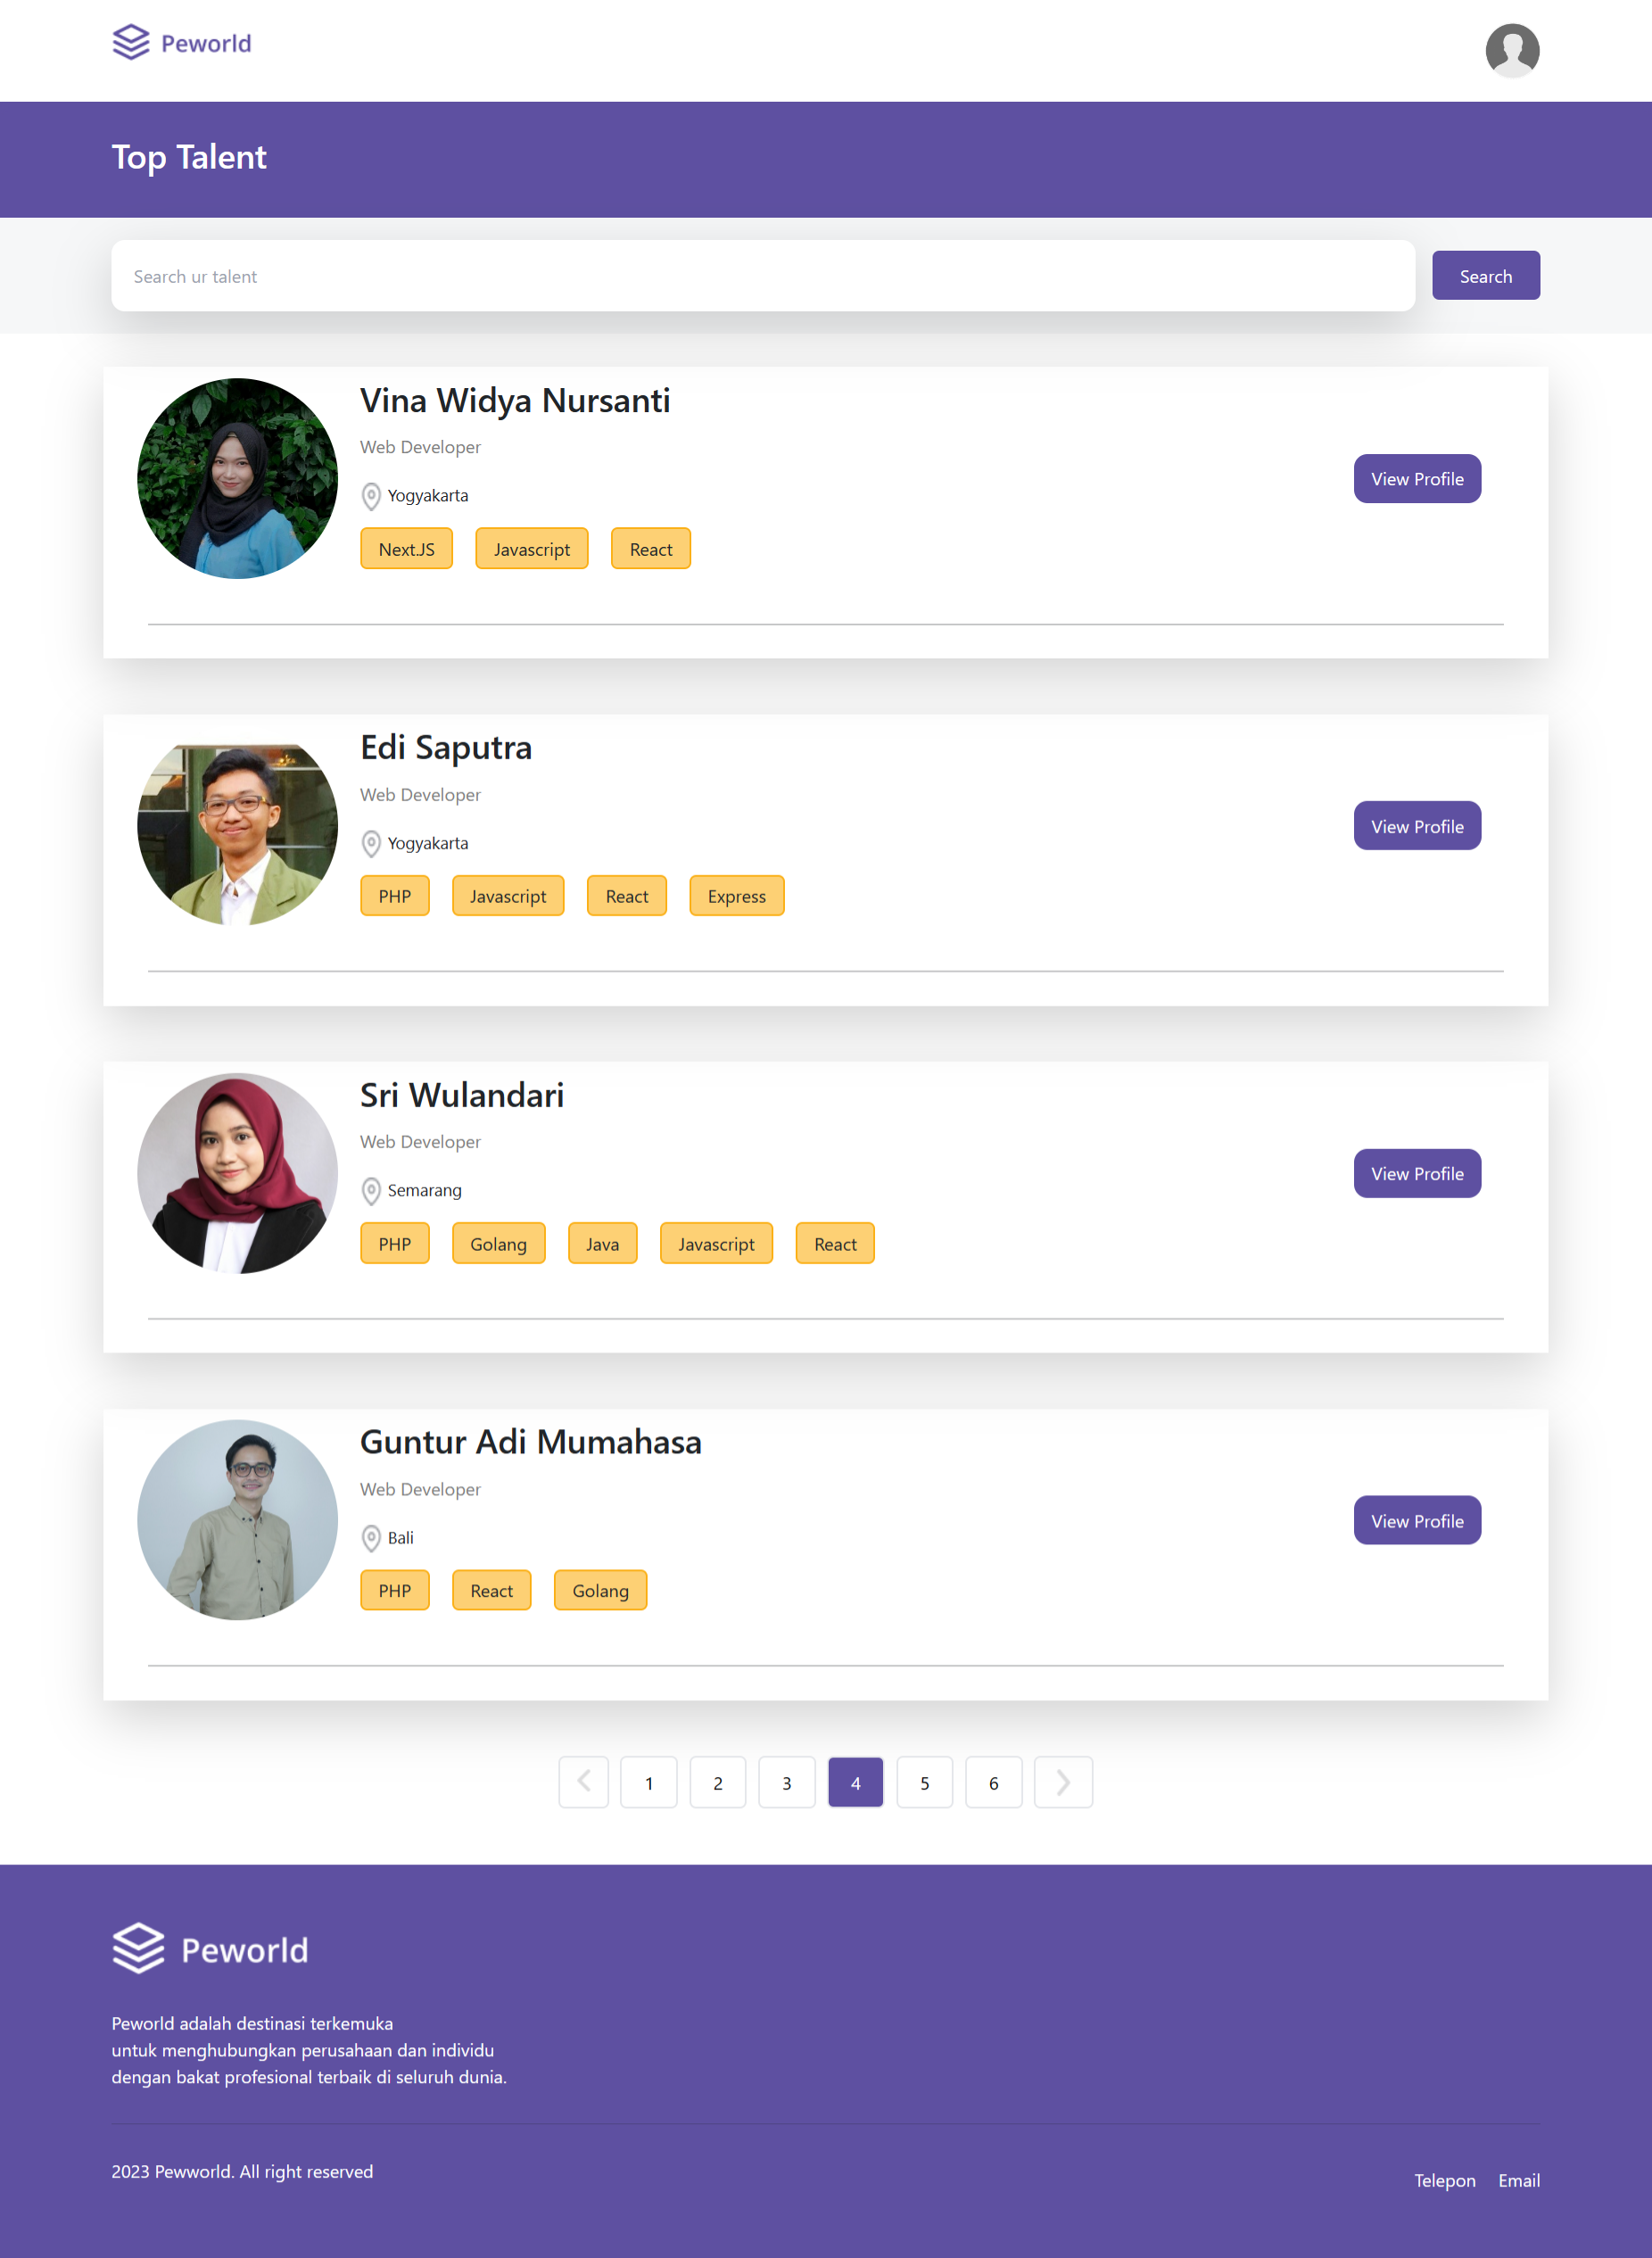 Peworld
Top Talent
Search ur talent
Search
Vina Widya Nursanti
Web Developer
Yogyakarta
Next.JS Javascript React
View Profile
Edi Saputra
Web Developer
Yogyakarta
PHP Javascript React Express
View Profile
Sri Wulandari
Web Developer
Semarang
PHP Golang Java Javascript React
View Profile
Guntur Adi Mumahasa
Web Developer
Bali
PHP React Golang
View Profile
1 2 3 4 5 6
Peworld
Peworld adalah destinasi terkemuka
untuk menghubungkan perusahaan dan individu
dengan bakat profesional terbaik di seluruh dunia.
2023 Pewworld. All right reserved
Telepon Email